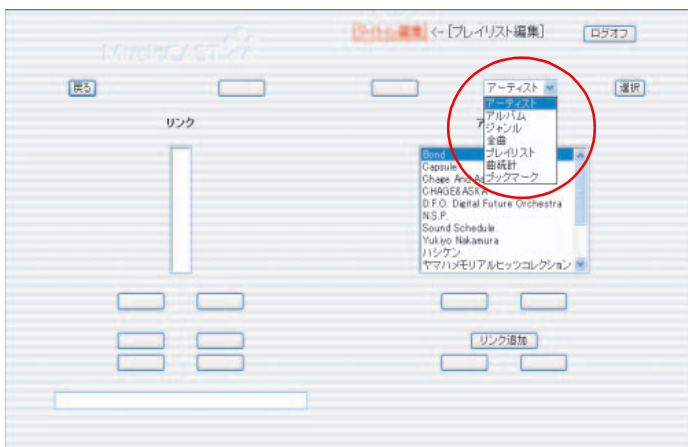 [タイトル編集] <- [プレイリスト編集] ログオフ
MusicCAST
戻る アーティスト 選択
リンク ア
アーティスト
アルバム
ジャンル
全曲
プレイリスト
曲統計
ブックマーク
Bond
Capsule
Chage And As
CHAGE&ASKA
D.F.O. Digital Future Orchestra
N.S.P.
Sound Schedule
Yukiyo Nakamura
ハシケン
ヤマハメモリアルヒッツコレクション
リンク追加